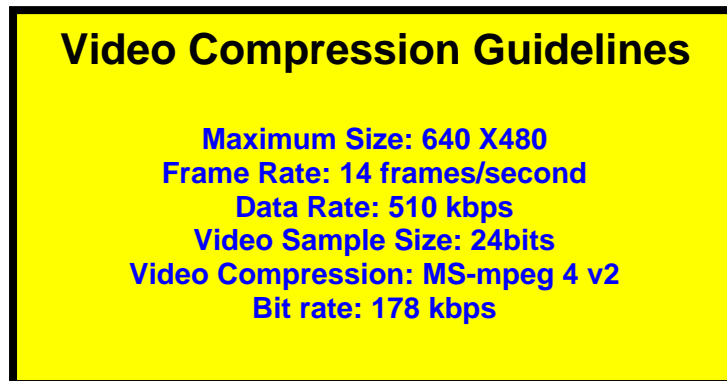 Video Compression Guidelines
Maximum Size: 640 X480
Frame Rate: 14 frames/second
Data Rate: 510 kbps
Video Sample Size: 24bits
Video Compression: MS-mpeg 4 v2
Bit rate: 178 kbps